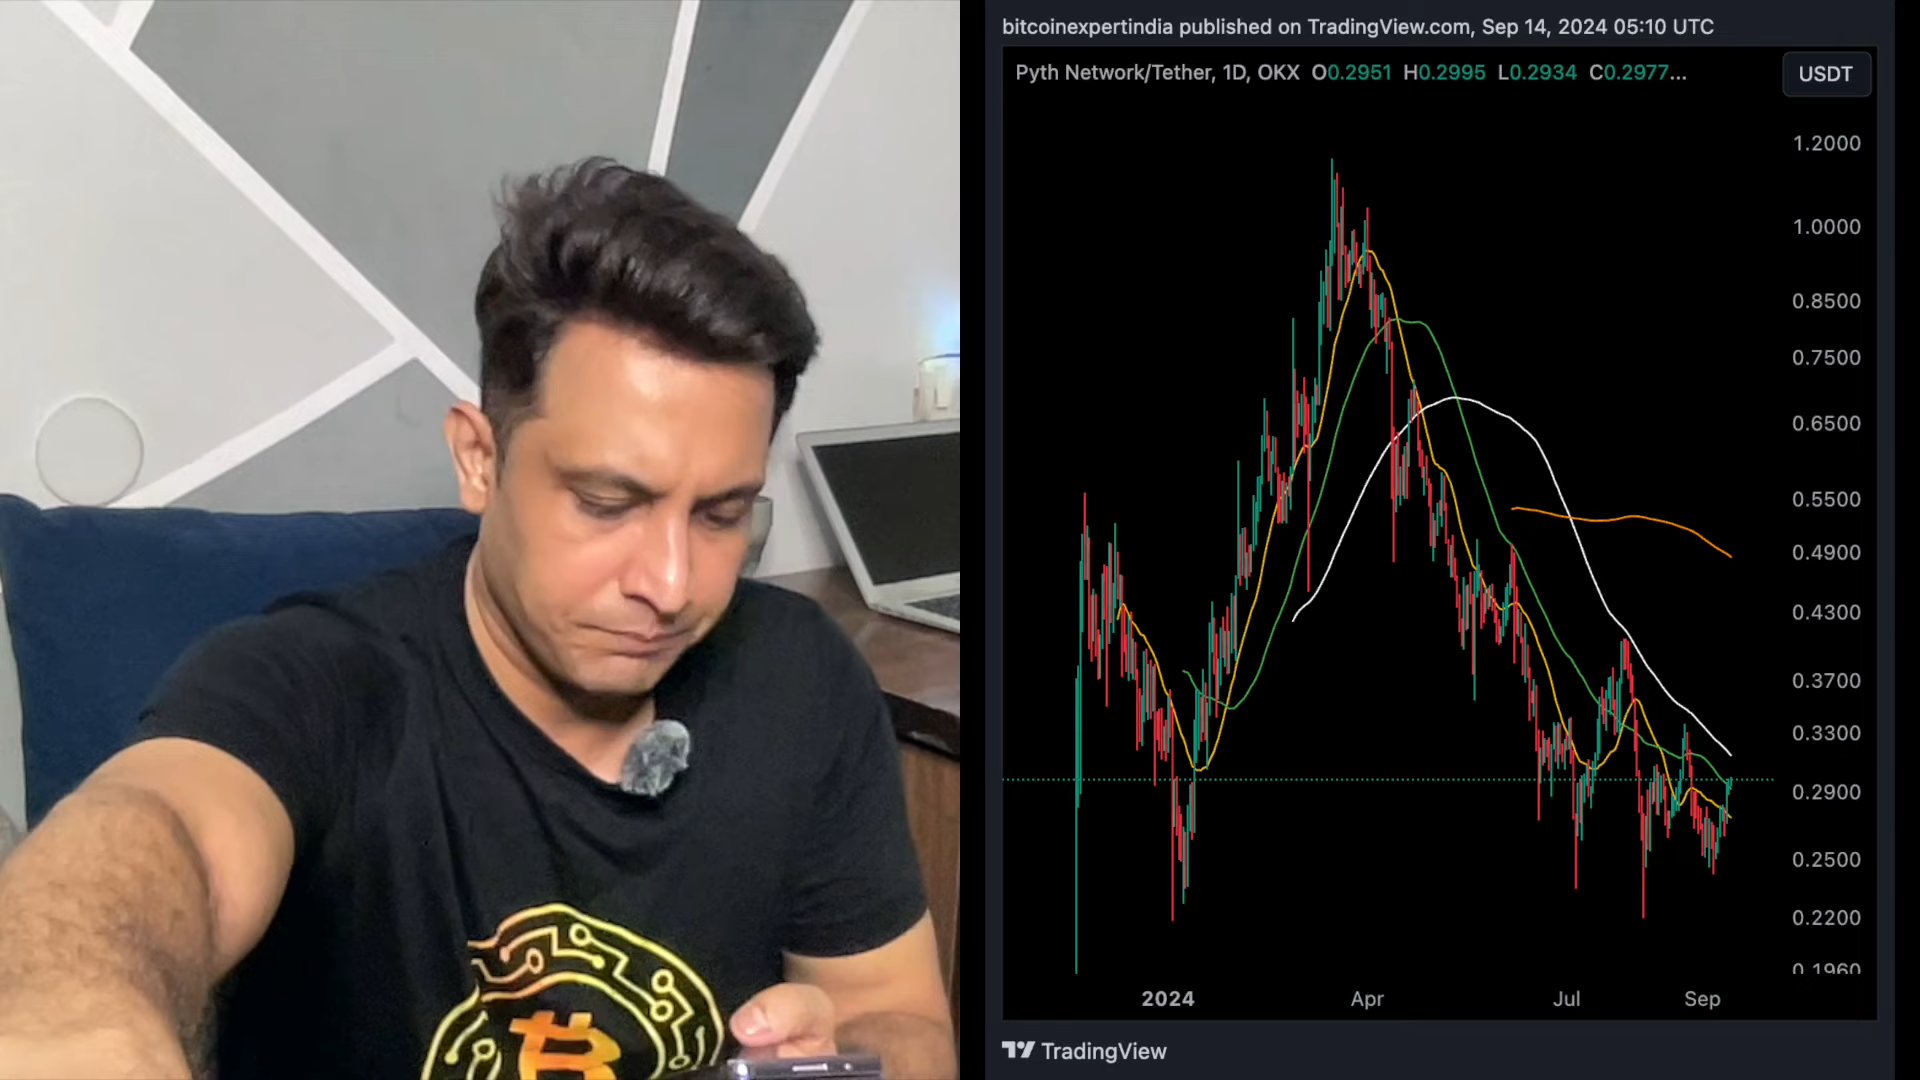 bitcoinexpertindia published on TradingView.com, Sep 14, 2024 05:10 UTC
Pyth Network/Tether, 1D, OKX O0.2951 H0.2995 L0.2934 C0.2977...
USDT
1.2000
1.0000
0.8500
0.7500
0.6500
0.5500
0.4900
0.4300
0.3700
0.3300
0.2900
0.2500
0.2200
0.1960
2024 Apr Jul Sep
TradingView